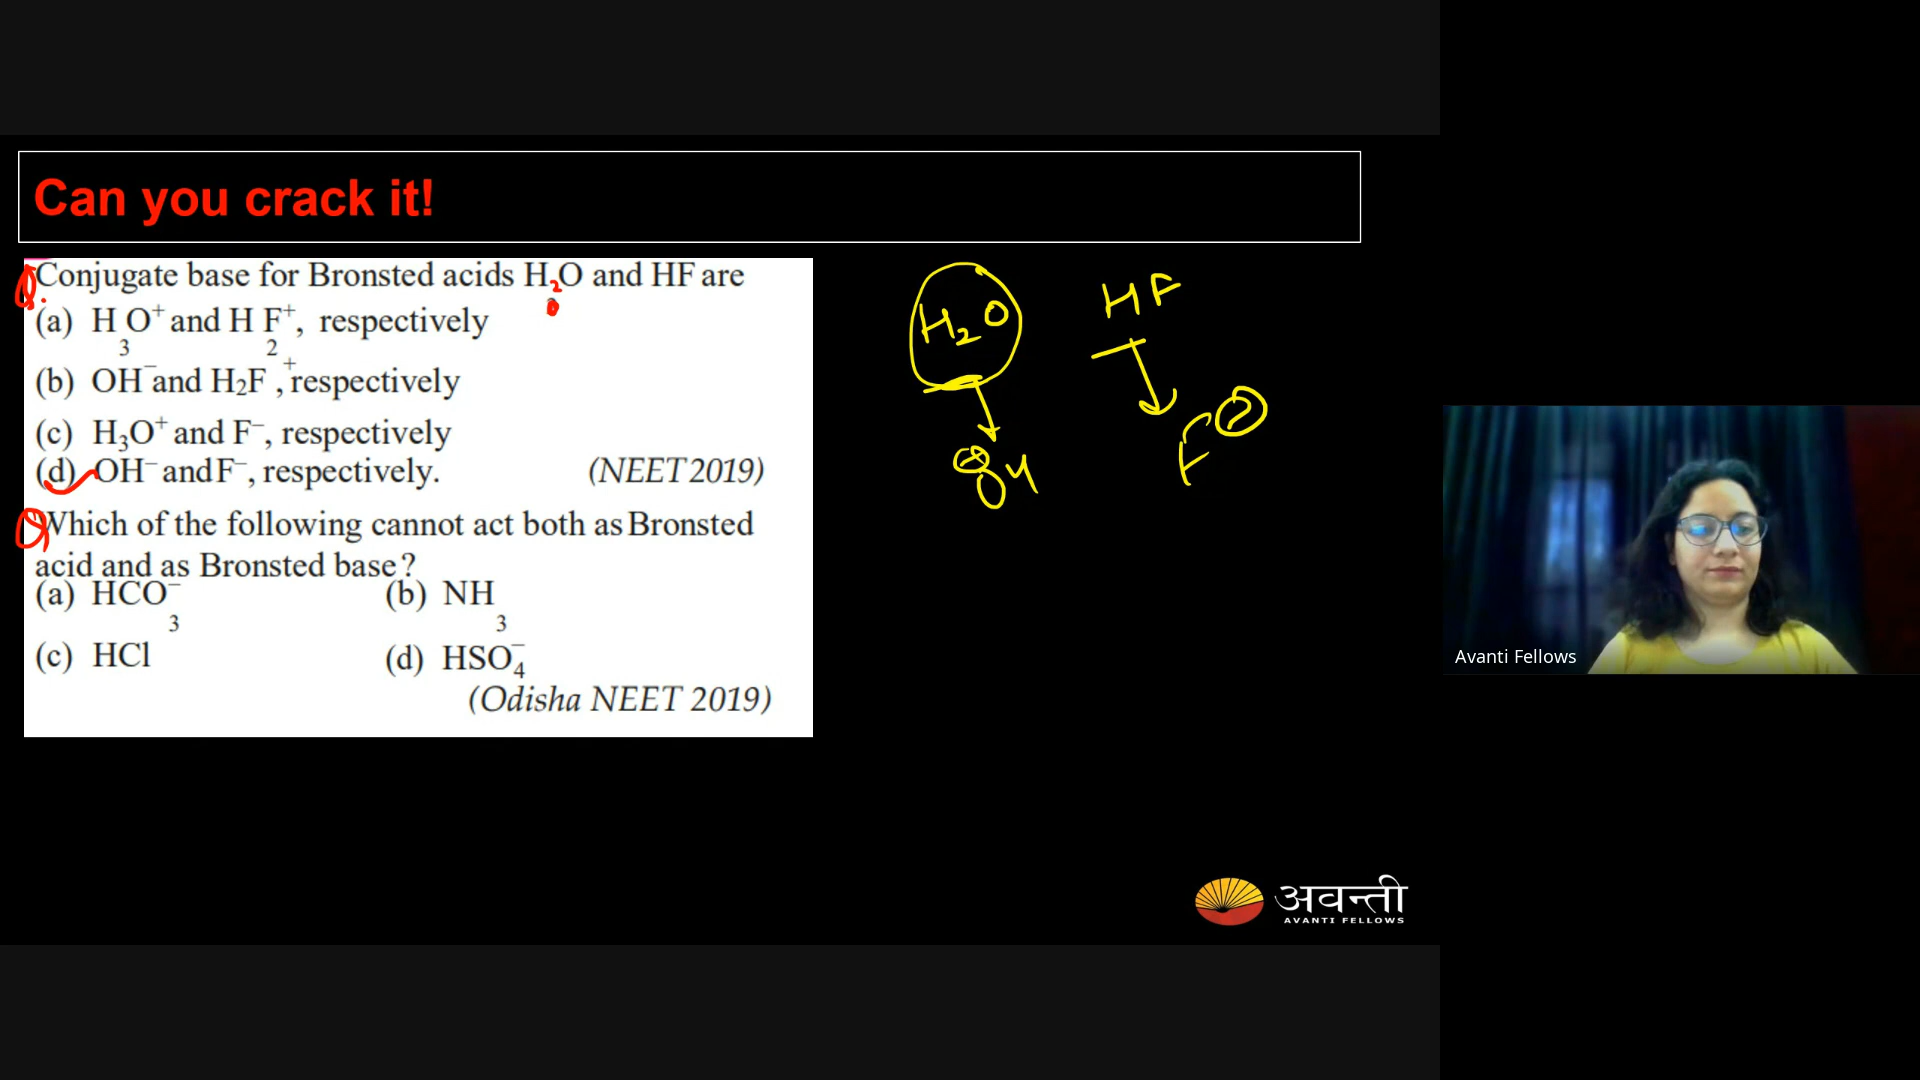 Can you crack it!
Q. Conjugate base for Bronsted acids H₂O and HF are
(a) H₃O⁺ and H₂F⁺, respectively
(b) OH⁻ and H₂F⁺, respectively
(c) H₃O⁺ and F⁻, respectively
(d) OH⁻ and F⁻, respectively. (NEET 2019)
Q Which of the following cannot act both as Bronsted
acid and as Bronsted base?
(a) HCO₃⁻ (b) NH₃
(c) HCl (d) HSO₄⁻
(Odisha NEET 2019)
H₂O HF
F
Avanti Fellows
अवन्ती
AVANTI FELLOWS